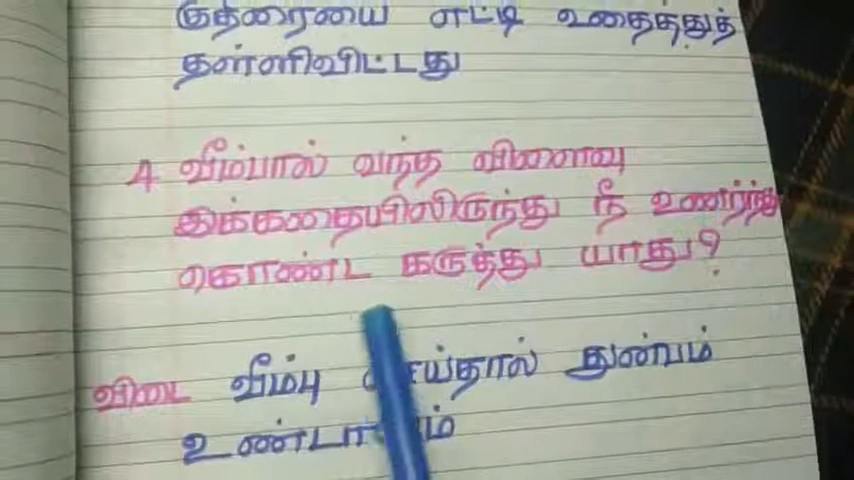 குதிரையை எட்டி உதைத்துத்
தள்ளிவிட்டது
4 வீம்பால் வந்த விளைவு
இக்கதையிலிருந்து நீ உணர்ந்து
கொண்ட கருத்து யாது?
விடை வீம்பு செய்தால் துன்பம்
உண்டாகும்